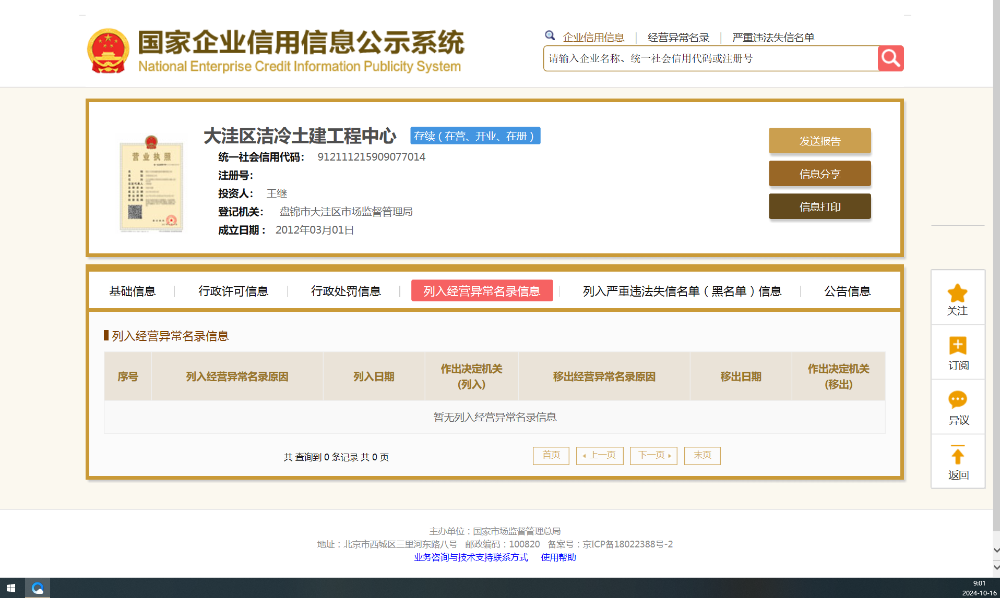 国家企业信用信息公示系统
National Enterprise Credit Information Publicity System
企业信用信息 | 经营异常名录 | 严重违法失信名单
请输入企业名称、统一社会信用代码或注册号
大洼区洁冷土建工程中心 存续（在营、开业、在册）
统一社会信用代码： 912111215909077014
注册号：
投资人： 王继
登记机关： 盘锦市大洼区市场监督管理局
成立日期： 2012年03月01日
营业执照
发送报告
信息分享
信息打印
基础信息 行政许可信息 行政处罚信息 列入经营异常名录信息 列入严重违法失信名单（黑名单）信息 公告信息
列入经营异常名录信息
序号 列入经营异常名录原因 列入日期 作出决定机关(列入) 移出经营异常名录原因 移出日期 作出决定机关(移出)
暂无列入经营异常名录信息
共 查询到 0 条记录 共 0 页 首页 上一页 下一页 末页
关注
订阅
异议
返回
主办单位：国家市场监督管理总局
地址：北京市西城区三里河东路八号 邮政编码：100820 备案号：京ICP备18022388号-2
业务咨询与技术支持联系方式 使用帮助
9:01
2024-10-16